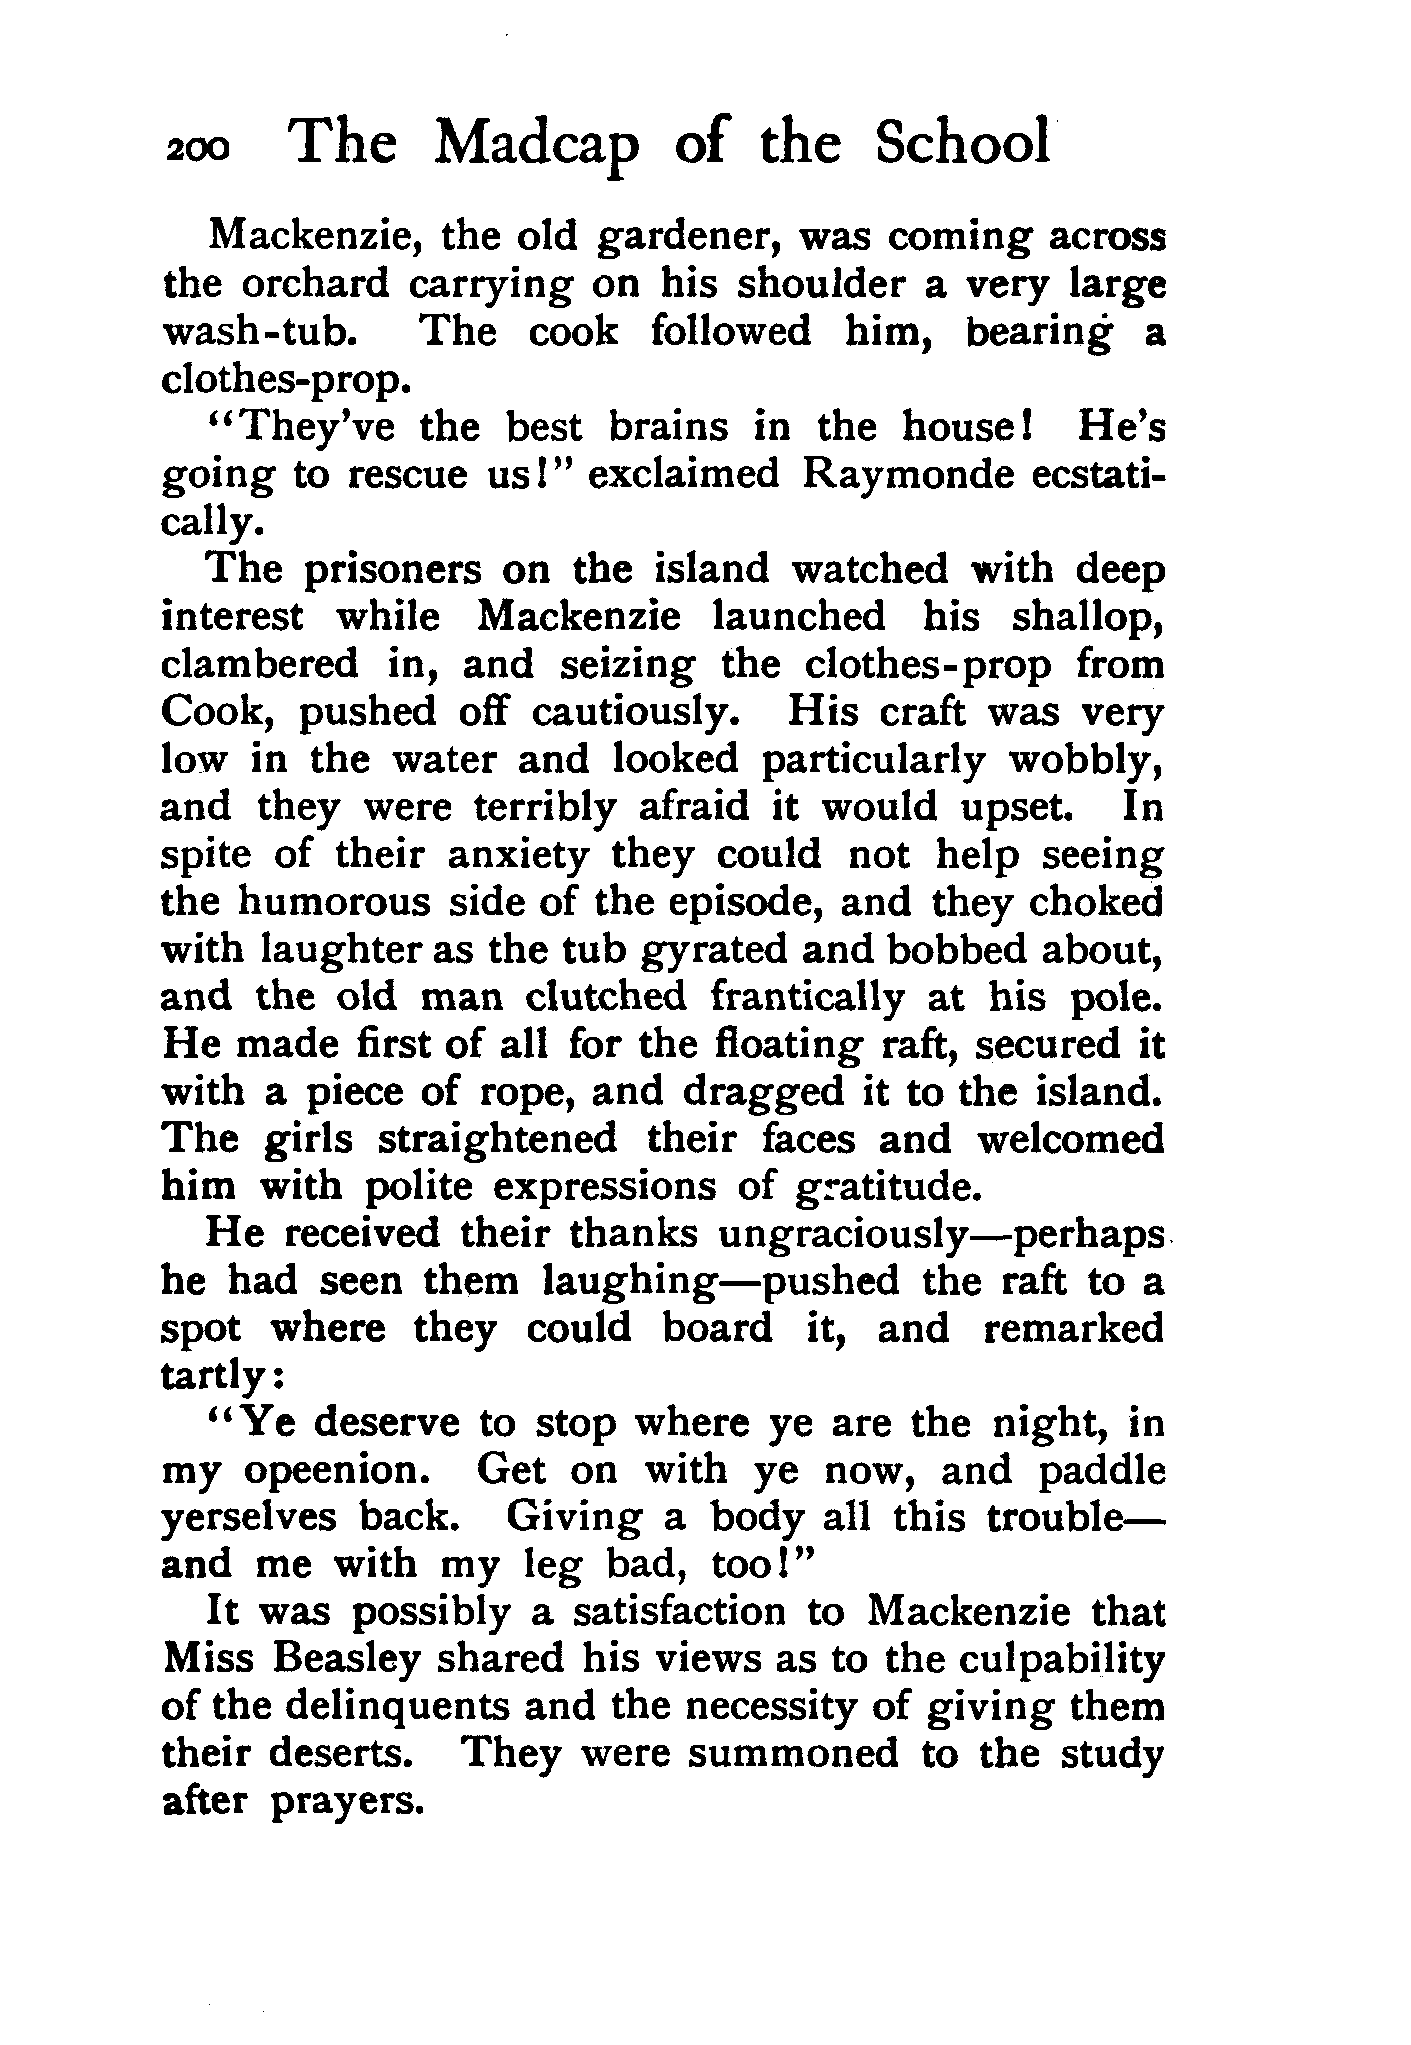 200 The Madcap of the School
Mackenzie, the old gardener, was coming across
the orchard carrying on his shoulder a very large
wash-tub. The cook followed him, bearing a
clothes-prop.
"They've the best brains in the house! He's
going to rescue us!" exclaimed Raymonde ecstati-
cally.
The prisoners on the island watched with deep
interest while Mackenzie launched his shallop,
clambered in, and seizing the clothes-prop from
Cook, pushed off cautiously. His craft was very
low in the water and looked particularly wobbly,
and they were terribly afraid it would upset. In
spite of their anxiety they could not help seeing
the humorous side of the episode, and they choked
with laughter as the tub gyrated and bobbed about,
and the old man clutched frantically at his pole.
He made first of all for the floating raft, secured it
with a piece of rope, and dragged it to the island.
The girls straightened their faces and welcomed
him with polite expressions of gratitude.
He received their thanks ungraciously—perhaps
he had seen them laughing—pushed the raft to a
spot where they could board it, and remarked
tartly:
"Ye deserve to stop where ye are the night, in
my opeenion. Get on with ye now, and paddle
yerselves back. Giving a body all this trouble—
and me with my leg bad, too!"
It was possibly a satisfaction to Mackenzie that
Miss Beasley shared his views as to the culpability
of the delinquents and the necessity of giving them
their deserts. They were summoned to the study
after prayers.